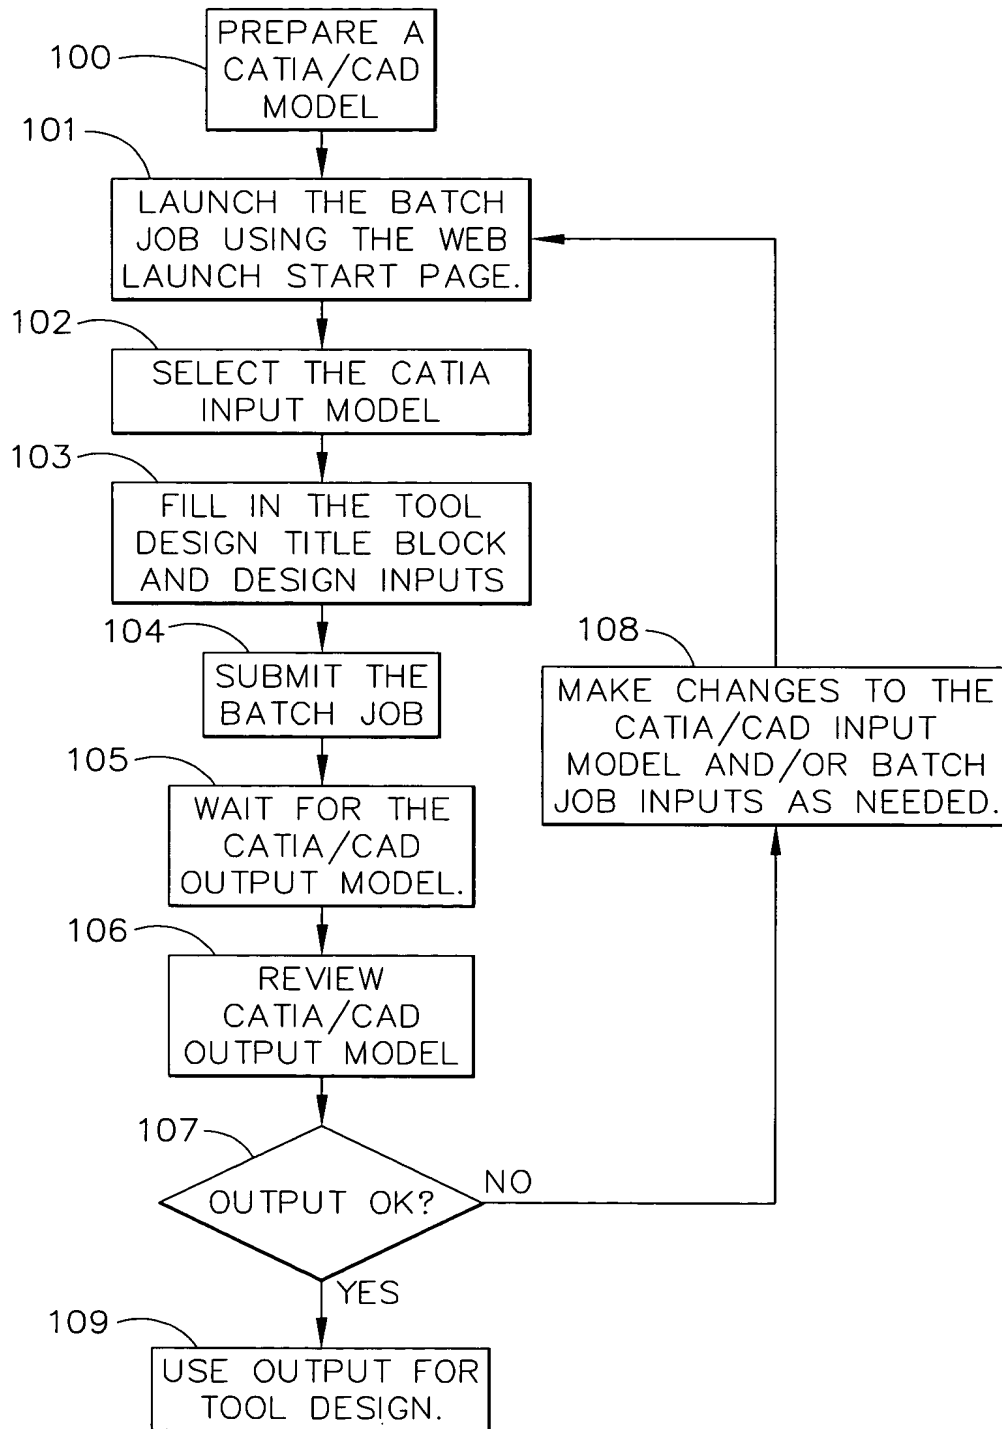 100
PREPARE A
CATIA/CAD
MODEL
101
LAUNCH THE BATCH
JOB USING THE WEB
LAUNCH START PAGE.
102
SELECT THE CATIA
INPUT MODEL
103
FILL IN THE TOOL
DESIGN TITLE BLOCK
AND DESIGN INPUTS
104
SUBMIT THE
BATCH JOB
105
WAIT FOR THE
CATIA/CAD
OUTPUT MODEL.
106
REVIEW
CATIA/CAD
OUTPUT MODEL
107
OUTPUT OK?
NO
108
MAKE CHANGES TO THE
CATIA/CAD INPUT
MODEL AND/OR BATCH
JOB INPUTS AS NEEDED.
YES
109
USE OUTPUT FOR
TOOL DESIGN.